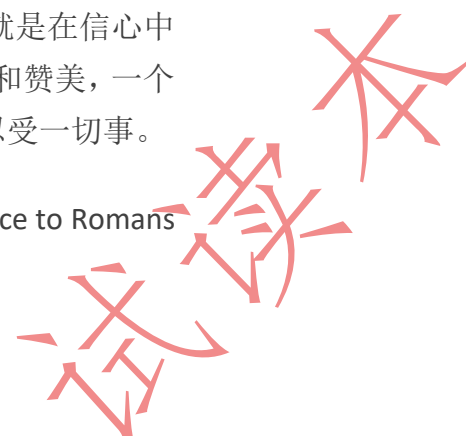 就是在信心中
和赞美，一个
受一切事。
ce to Romans
试读本